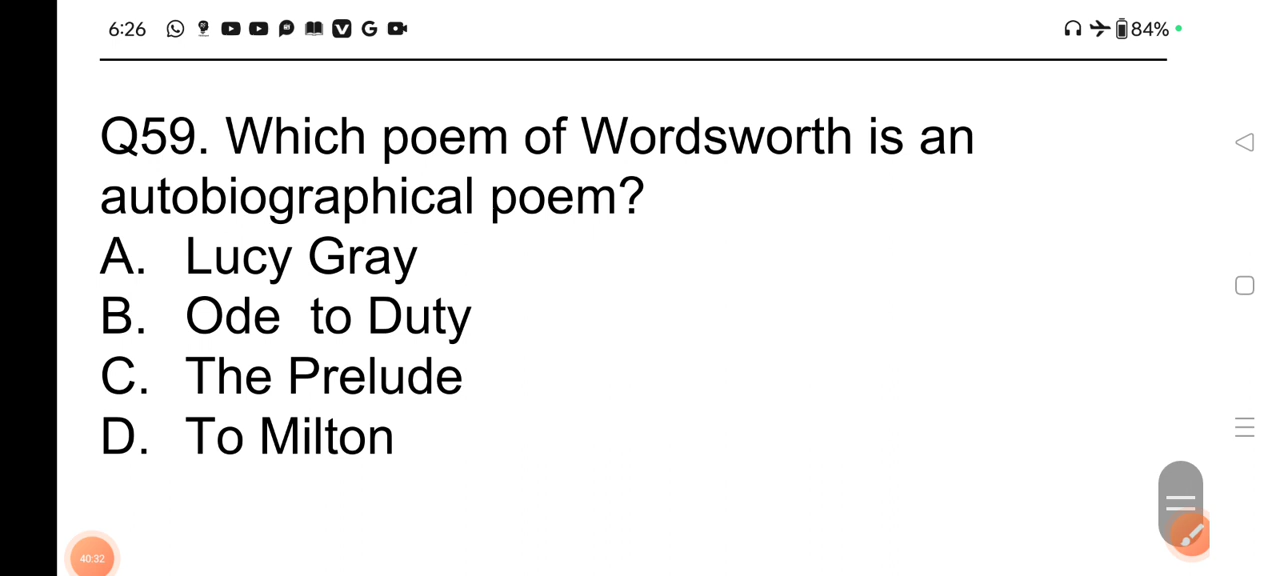 6:26 84%
Q59. Which poem of Wordsworth is an
autobiographical poem?
A. Lucy Gray
B. Ode to Duty
C. The Prelude
D. To Milton
40:32